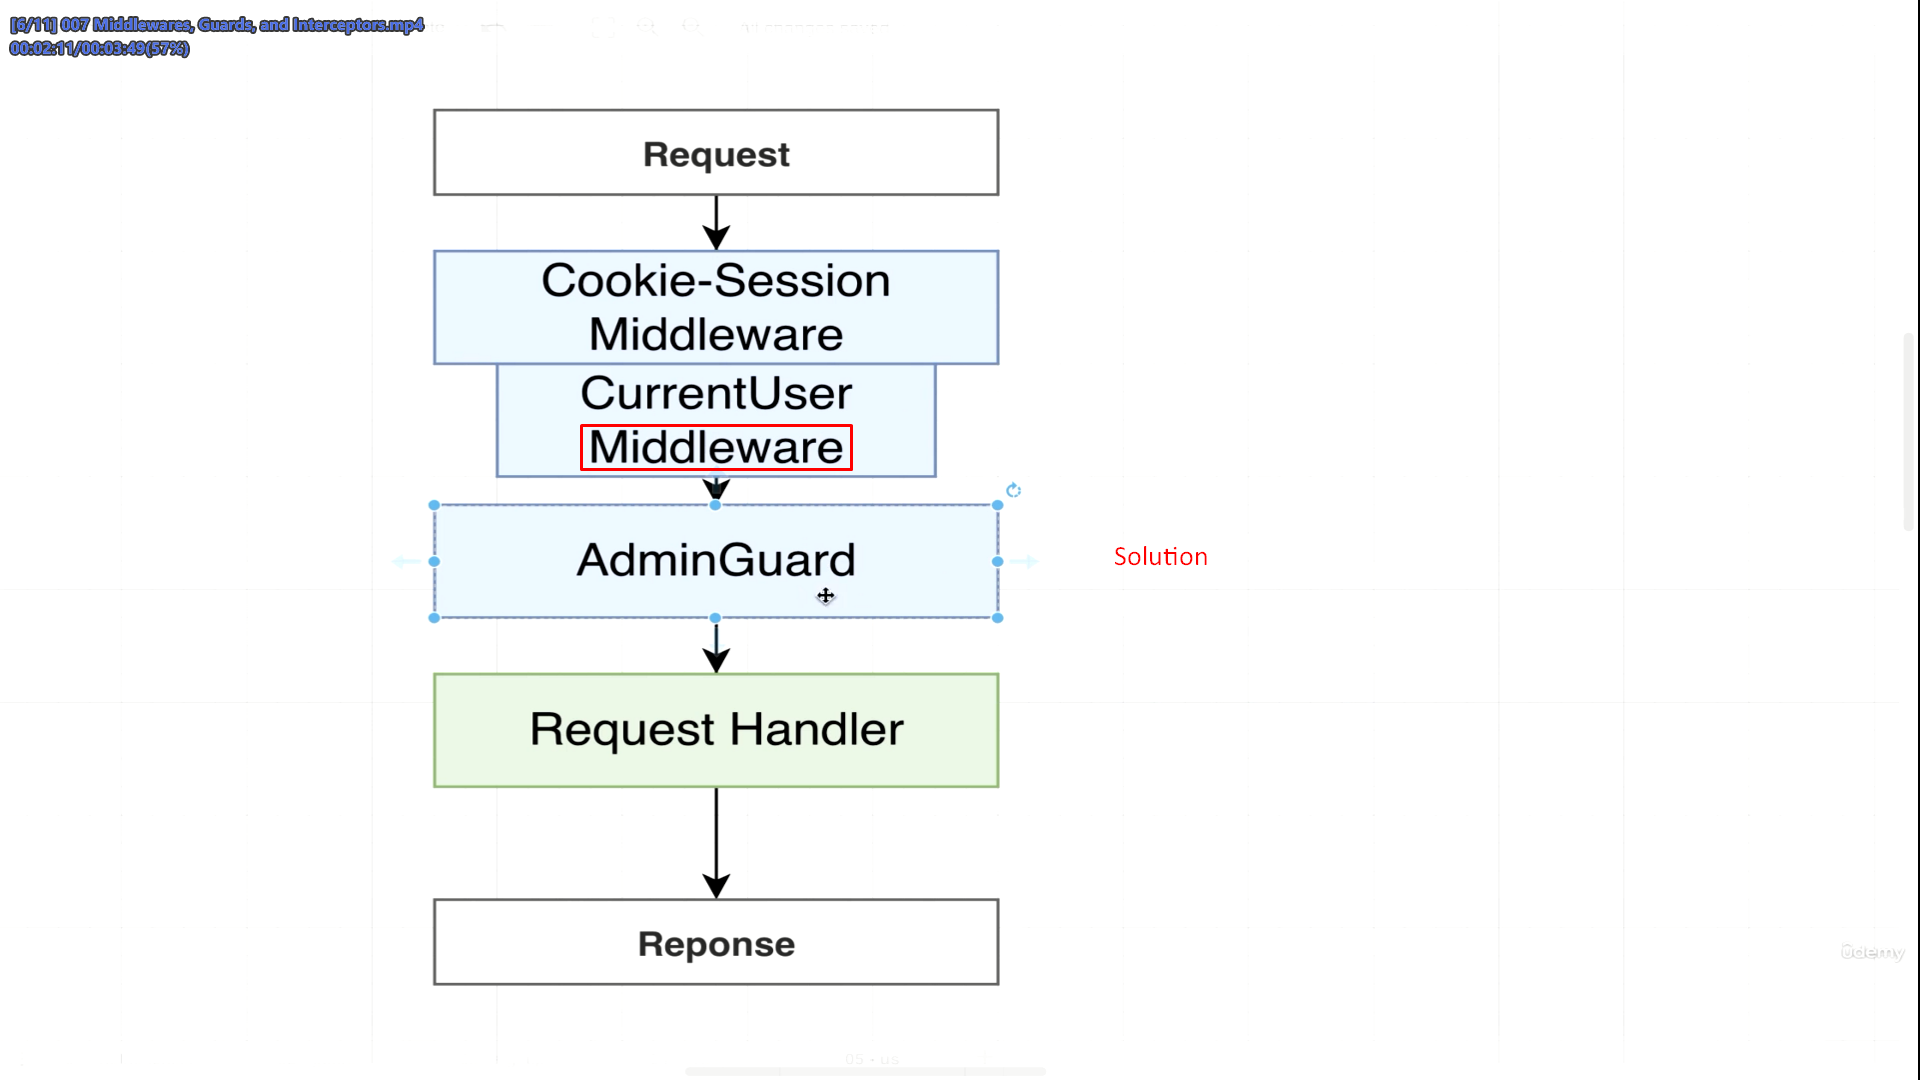 [6/11] 007 Middlewares, Guards, and Interceptors.mp4
00:02:11/00:03:49(57%)
Request
Cookie-Session
Middleware
CurrentUser
Middleware
AdminGuard
Solution
Request Handler
Reponse
ûdemy